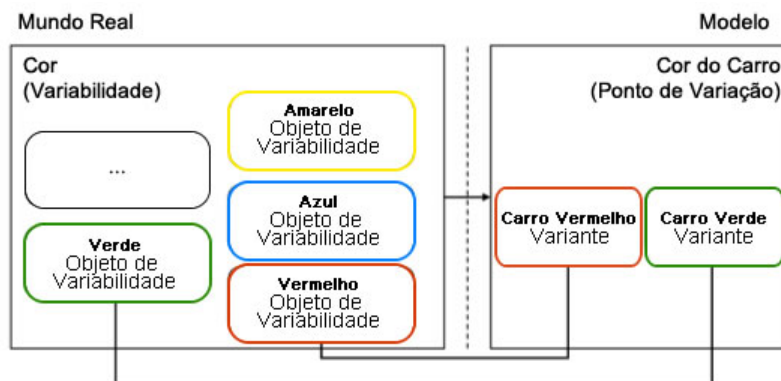 Mundo Real
Modelo
Cor
(Variabilidade)
Amarelo
Objeto de
Variabilidade
...
Azul
Objeto de
Variabilidade
Verde
Objeto de
Variabilidade
Vermelho
Objeto de
Variabilidade
Cor do Carro
(Ponto de Variação)
Carro Vermelho
Variante
Carro Verde
Variante